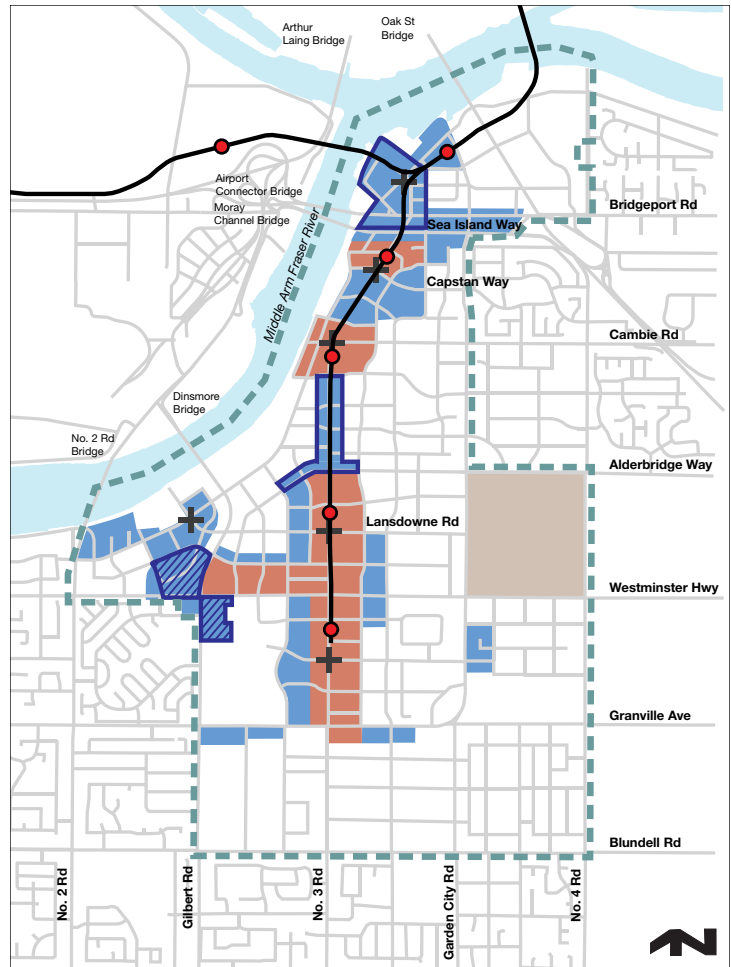 Arthur
Laing Bridge
Oak St
Bridge
Airport
Connector Bridge
Moray
Channel Bridge
Bridgeport Rd
Sea Island Way
Middle Arm Fraser River
Capstan Way
Cambie Rd
Dinsmore
Bridge
No. 2 Rd
Bridge
Alderbridge Way
Lansdowne Rd
Westminster Hwy
Granville Ave
Blundell Rd
No. 2 Rd
Gilbert Rd
No. 3 Rd
Garden City Rd
No. 4 Rd